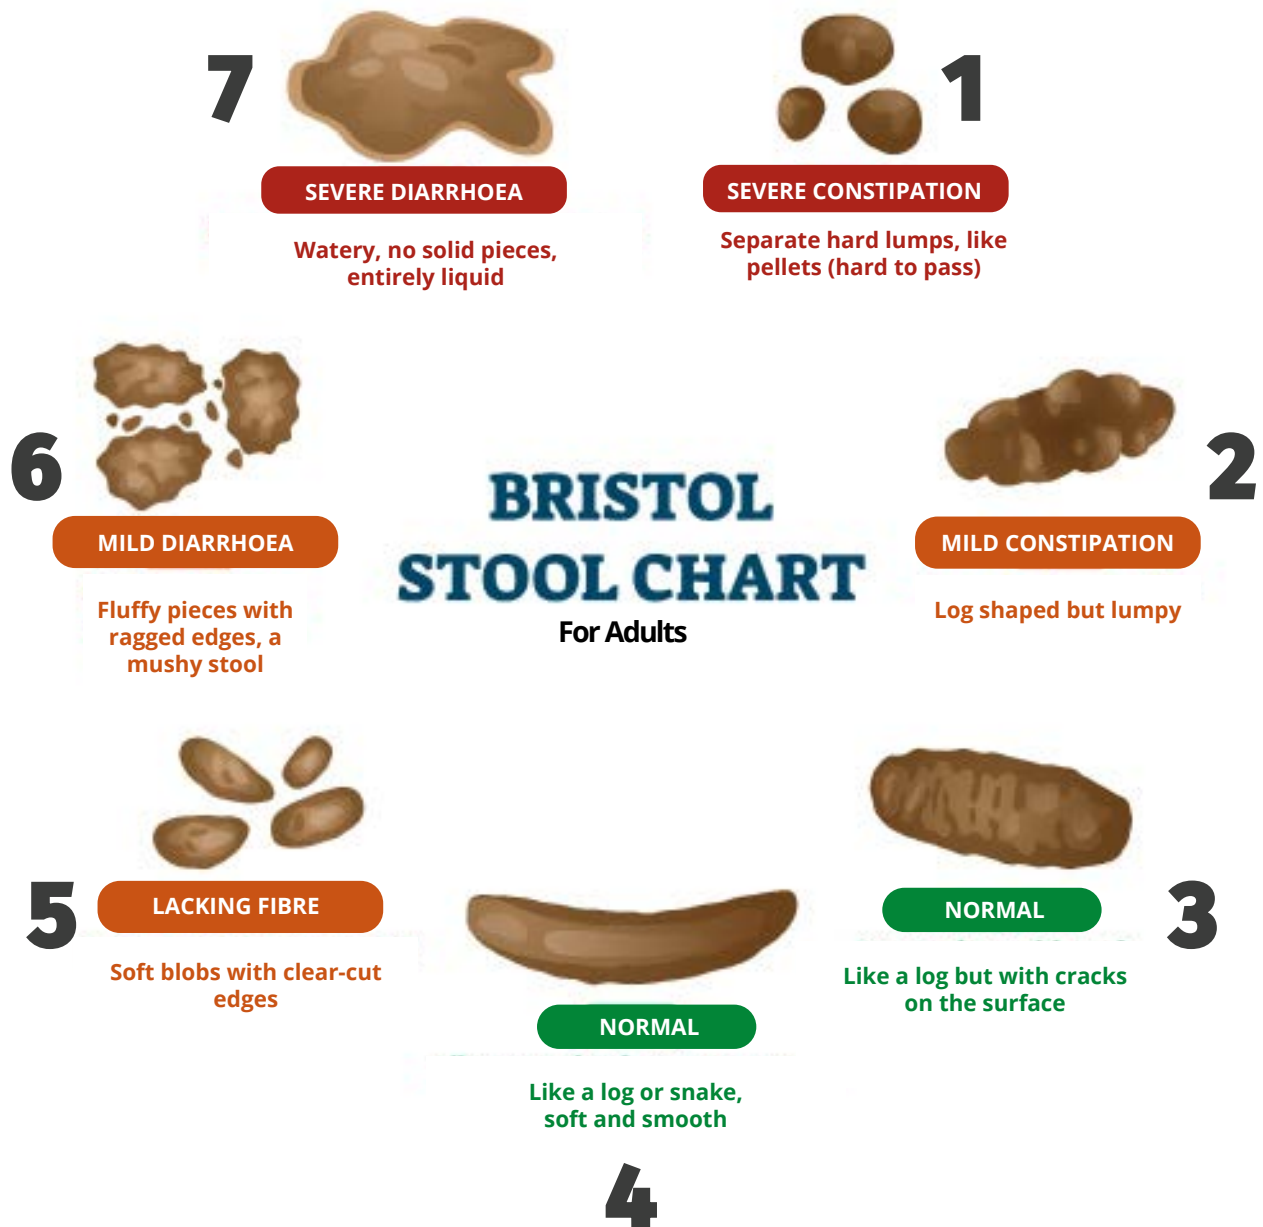 7
SEVERE DIARRHOEA
Watery, no solid pieces,
entirely liquid
1
SEVERE CONSTIPATION
Separate hard lumps, like
pellets (hard to pass)
6
MILD DIARRHOEA
Fluffy pieces with
ragged edges, a
mushy stool
BRISTOL
STOOL CHART
For Adults
2
MILD CONSTIPATION
Log shaped but lumpy
5
LACKING FIBRE
Soft blobs with clear-cut
edges
NORMAL
Like a log or snake,
soft and smooth
4
3
NORMAL
Like a log but with cracks
on the surface